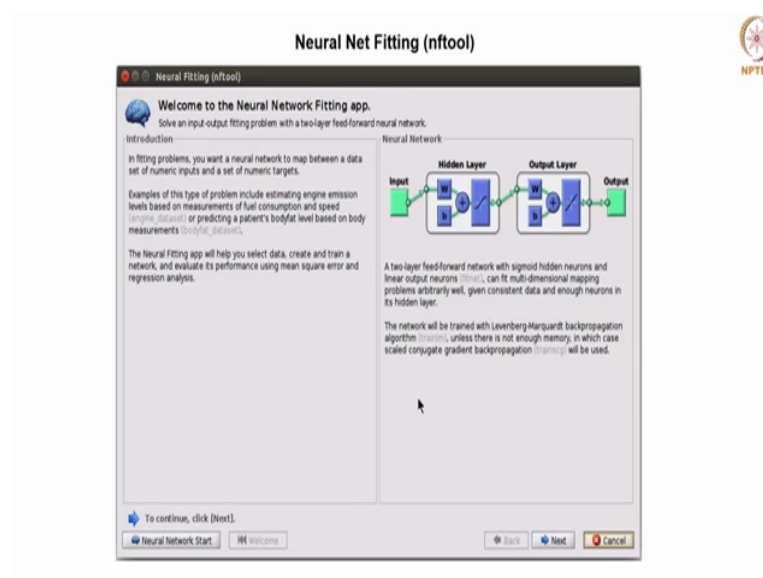 Neural Net Fitting (nftool)
NPTE
Neural Fitting (nftool)
Welcome to the Neural Network Fitting app.
Solve an input-output fitting problem with a two-layer feed-forward neural network.
Introduction
In fitting problems, you want a neural network to map between a data
set of numeric inputs and a set of numeric targets.
Examples of this type of problem include estimating engine emission
levels based on measurements of fuel consumption and speed
(engine_dataset) or predicting a patient's bodyfat level based on body
measurements (bodyfat_dataset).
The Neural Fitting app will help you select data, create and train a
network, and evaluate its performance using mean square error and
regression analysis.
Neural Network
Hidden Layer
Output Layer
Input
Output
W
W
b
b
A two-layer feed-forward network with sigmoid hidden neurons and
linear output neurons (fitnet), can fit multi-dimensional mapping
problems arbitrarily well, given consistent data and enough neurons in
its hidden layer.
The network will be trained with Levenberg-Marquardt backpropagation
algorithm (trainlm), unless there is not enough memory, in which case
scaled conjugate gradient backpropagation (trainscg) will be used.
To continue, click [Next].
Neural Network Start
Welcome
Back
Next
Cancel